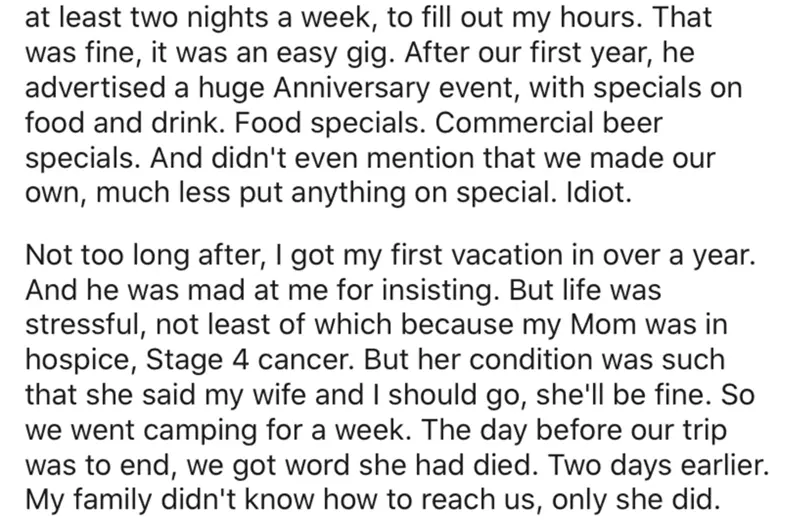 at least two nights a week, to fill out my hours. That
was fine, it was an easy gig. After our first year, he
advertised a huge Anniversary event, with specials on
food and drink. Food specials. Commercial beer
specials. And didn't even mention that we made our
own, much less put anything on special. Idiot.
Not too long after, I got my first vacation in over a year.
And he was mad at me for insisting. But life was
stressful, not least of which because my Mom was in
hospice, Stage 4 cancer. But her condition was such
that she said my wife and I should go, she'll be fine. So
we went camping for a week. The day before our trip
was to end, we got word she had died. Two days earlier.
My family didn't know how to reach us, only she did.